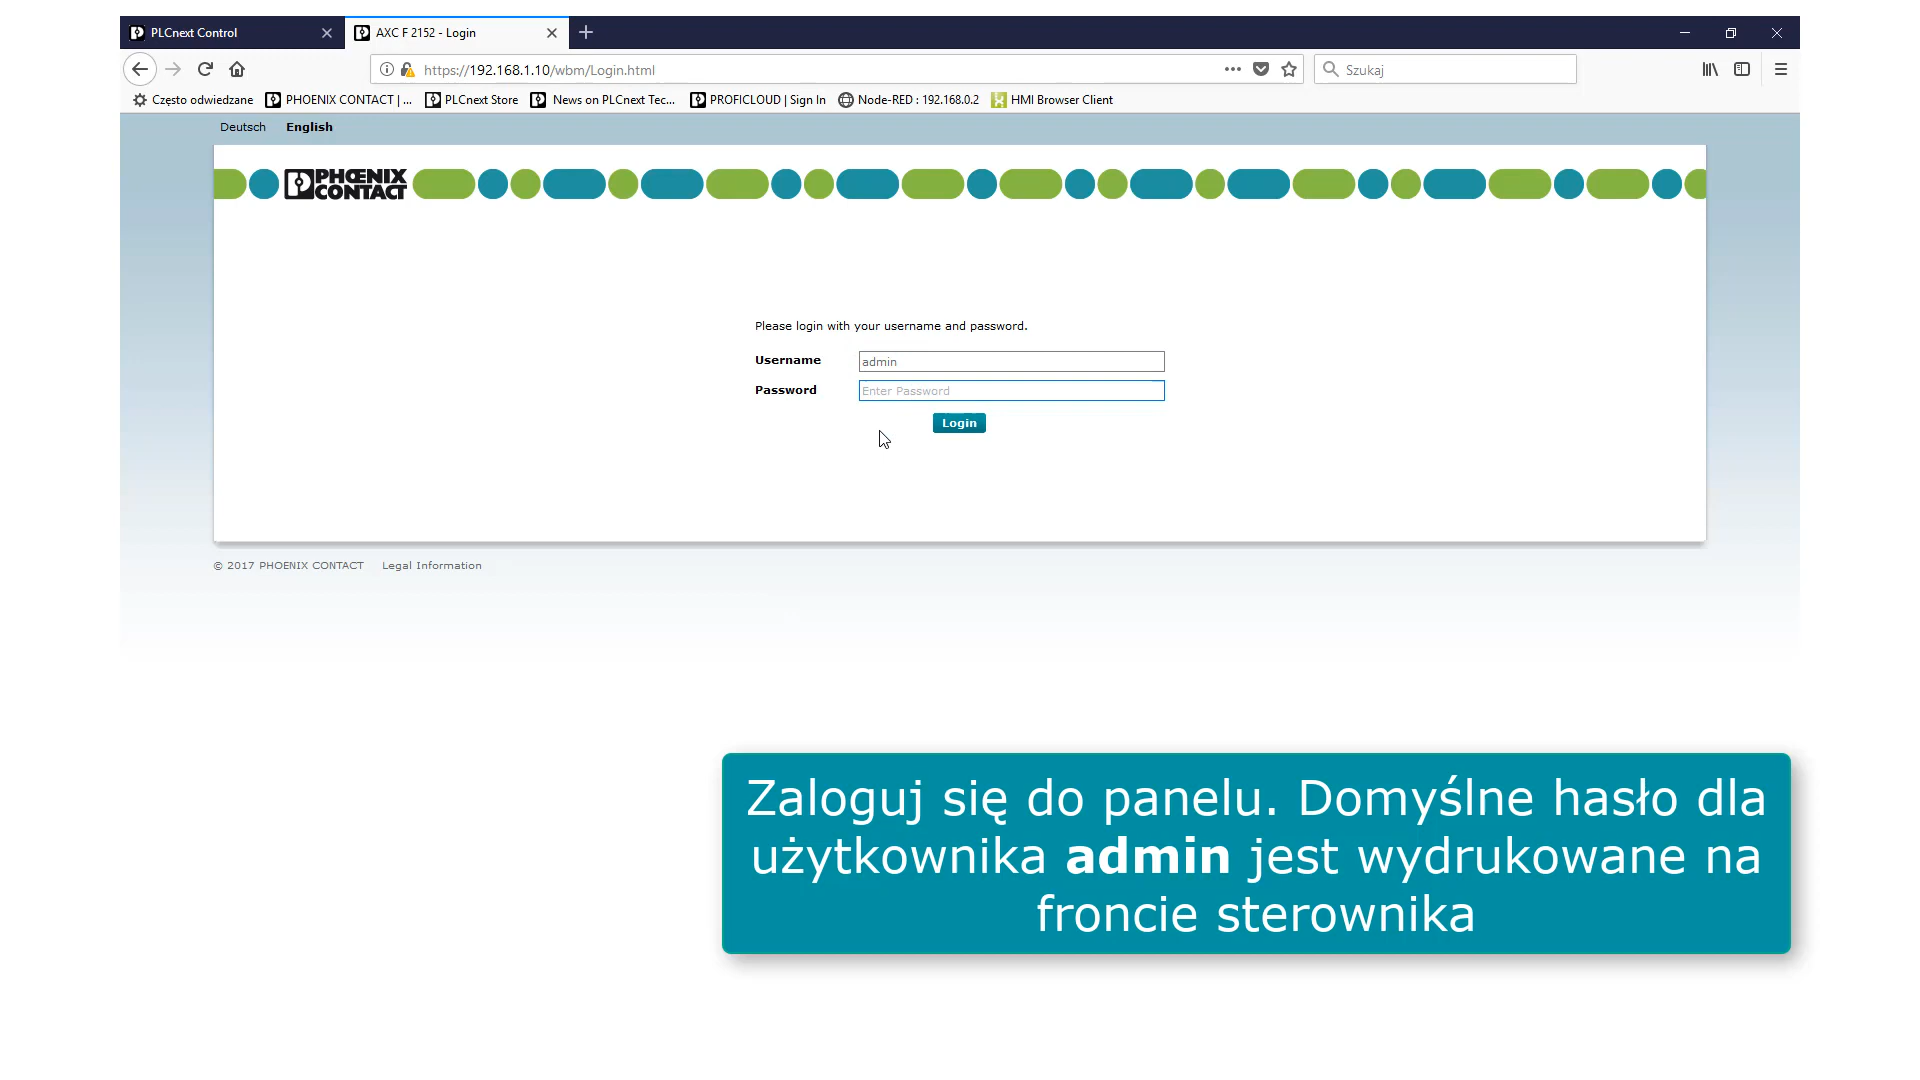 PLCnext Control
AXC F 2152 - Login
https://192.168.1.10/wbm/Login.html
Szukaj
Często odwiedzane PHOENIX CONTACT | ... PLCnext Store News on PLCnext Tec... PROFICLOUD | Sign In Node-RED : 192.168.0.2 HMI Browser Client
Deutsch English
PHŒNIX
CONTACT
Please login with your username and password.
Username admin
Password Enter Password
Login
© 2017 PHOENIX CONTACT Legal Information
Zaloguj się do panelu. Domyślne hasło dla
użytkownika admin jest wydrukowane na
froncie sterownika